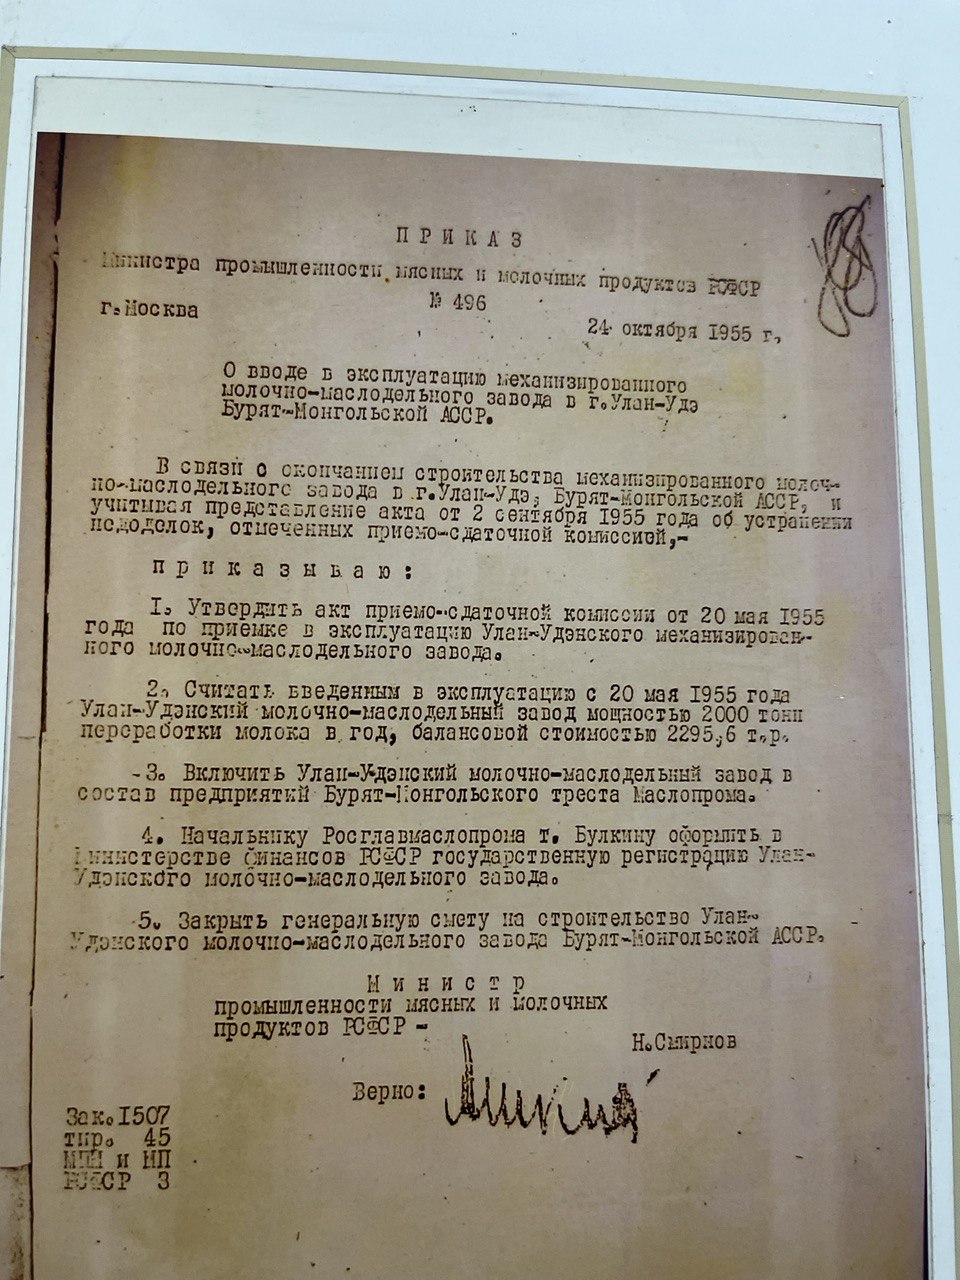 ПРИКАЗ
Министра промышленности мясных и молочных продуктов РСФСР
№ 496
г.Москва
24 октября 1955 г.
О вводе в эксплуатацию механизированного
молочно-маслодельного завода в г.Улан-Удэ
Бурят-Монгольской АССР.
В связи с окончанием строительства механизированного молоч-
но-маслодельного завода в г.Улан-Удэ, Бурят-Монгольской АССР, и
учитывая представление акта от 2 сентября 1955 года об устранении
недоделок, отмеченных приемо-сдаточной комиссией,-
приказываю:
1. Утвердить акт приемо-сдаточной комиссии от 20 мая 1955
года по приемке в эксплуатацию Улан-Удэнского механизирован-
ного молочно-маслодельного завода.
2. Считать введенным в эксплуатацию с 20 мая 1955 года
Улан-Удэнский молочно-маслодельный завод мощностью 2000 тонн
переработки молока в год, балансовой стоимостью 2295,6 т.р.
3. Включить Улан-Удэнский молочно-маслодельный завод в
состав предприятий Бурят-Монгольского треста Маслопрома.
4. Начальнику Росглавмаслопрома т. Булкину оформить в
Министерстве финансов РСФСР государственную регистрацию Улан-
Удэнского молочно-маслодельного завода.
5. Закрыть генеральную смету на строительство Улан-
Удэнского молочно-маслодельного завода Бурят-Монгольской АССР.
Министр
промышленности мясных и молочных
продуктов РСФСР -
Н.Смирнов
Верно:
Зак.1507
тир. 45
МПМ и МП
РСФСР 3